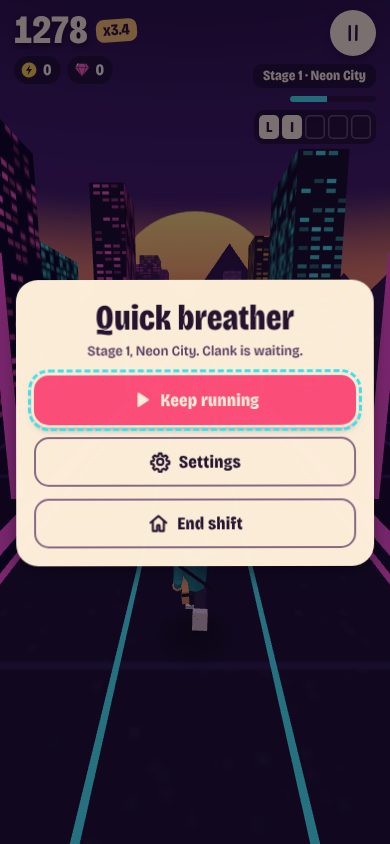 1278
x3.4
0
0
Stage 1 · Neon City
L I
Quick breather
Stage 1, Neon City. Clank is waiting.
Keep running
Settings
End shift